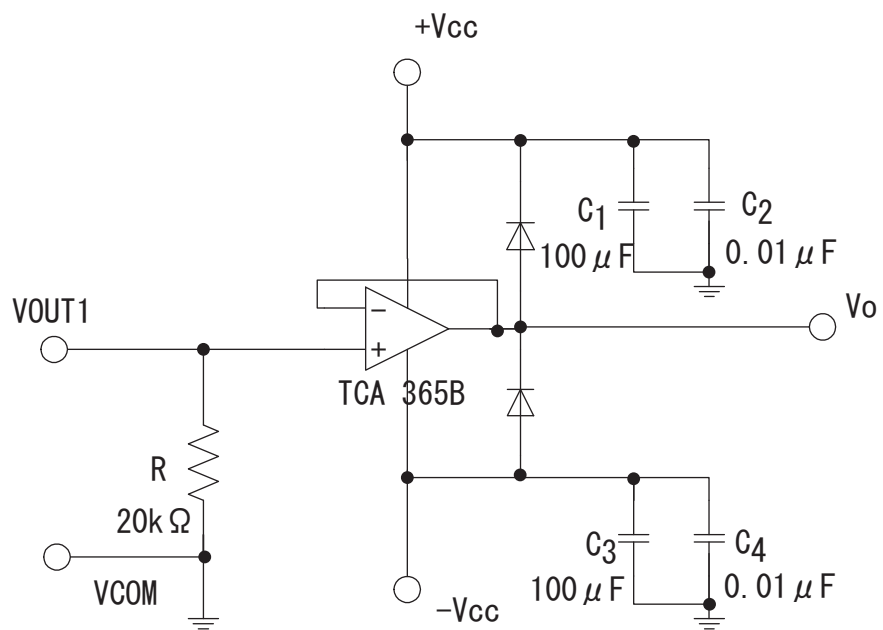 +Vcc
C1
100μF
C2
0.01μF
VOUT1
Vo
−
+
TCA 365B
R
20kΩ
VCOM
C3
100μF
C4
0.01μF
-Vcc